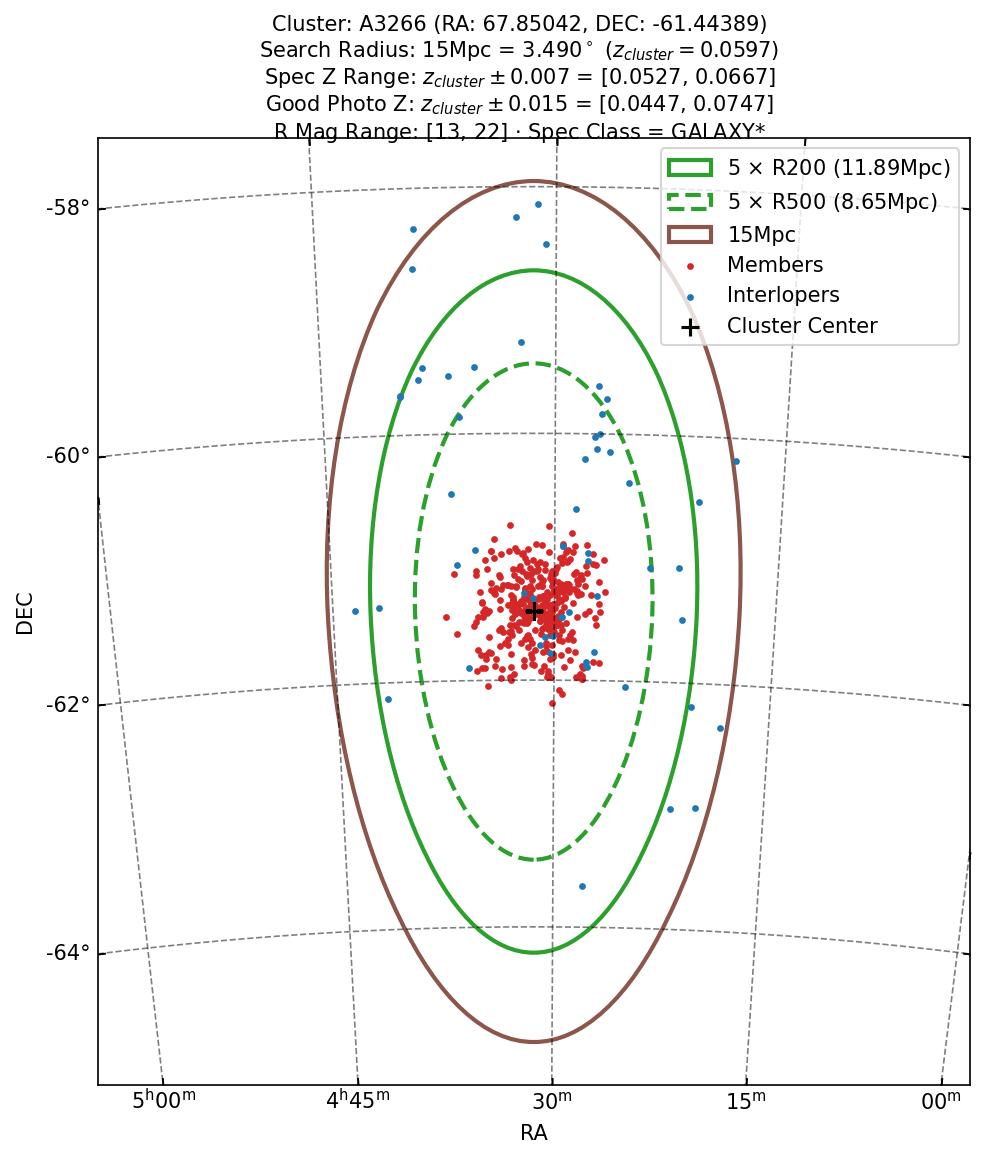 Cluster: A3266 (RA: 67.85042, DEC: -61.44389)
Search Radius: 15Mpc = 3.490° (z_cluster = 0.0597)
Spec Z Range: z_cluster ± 0.007 = [0.0527, 0.0667]
Good Photo Z: z_cluster ± 0.015 = [0.0447, 0.0747]
R Mag Range: [13, 22] · Spec Class = GALAXY*
5 × R200 (11.89Mpc)
5 × R500 (8.65Mpc)
15Mpc
Members
Interlopers
Cluster Center
-58°
-60°
-62°
-64°
DEC
5ʰ00ᵐ
4ʰ45ᵐ
30ᵐ
15ᵐ
00ᵐ
RA